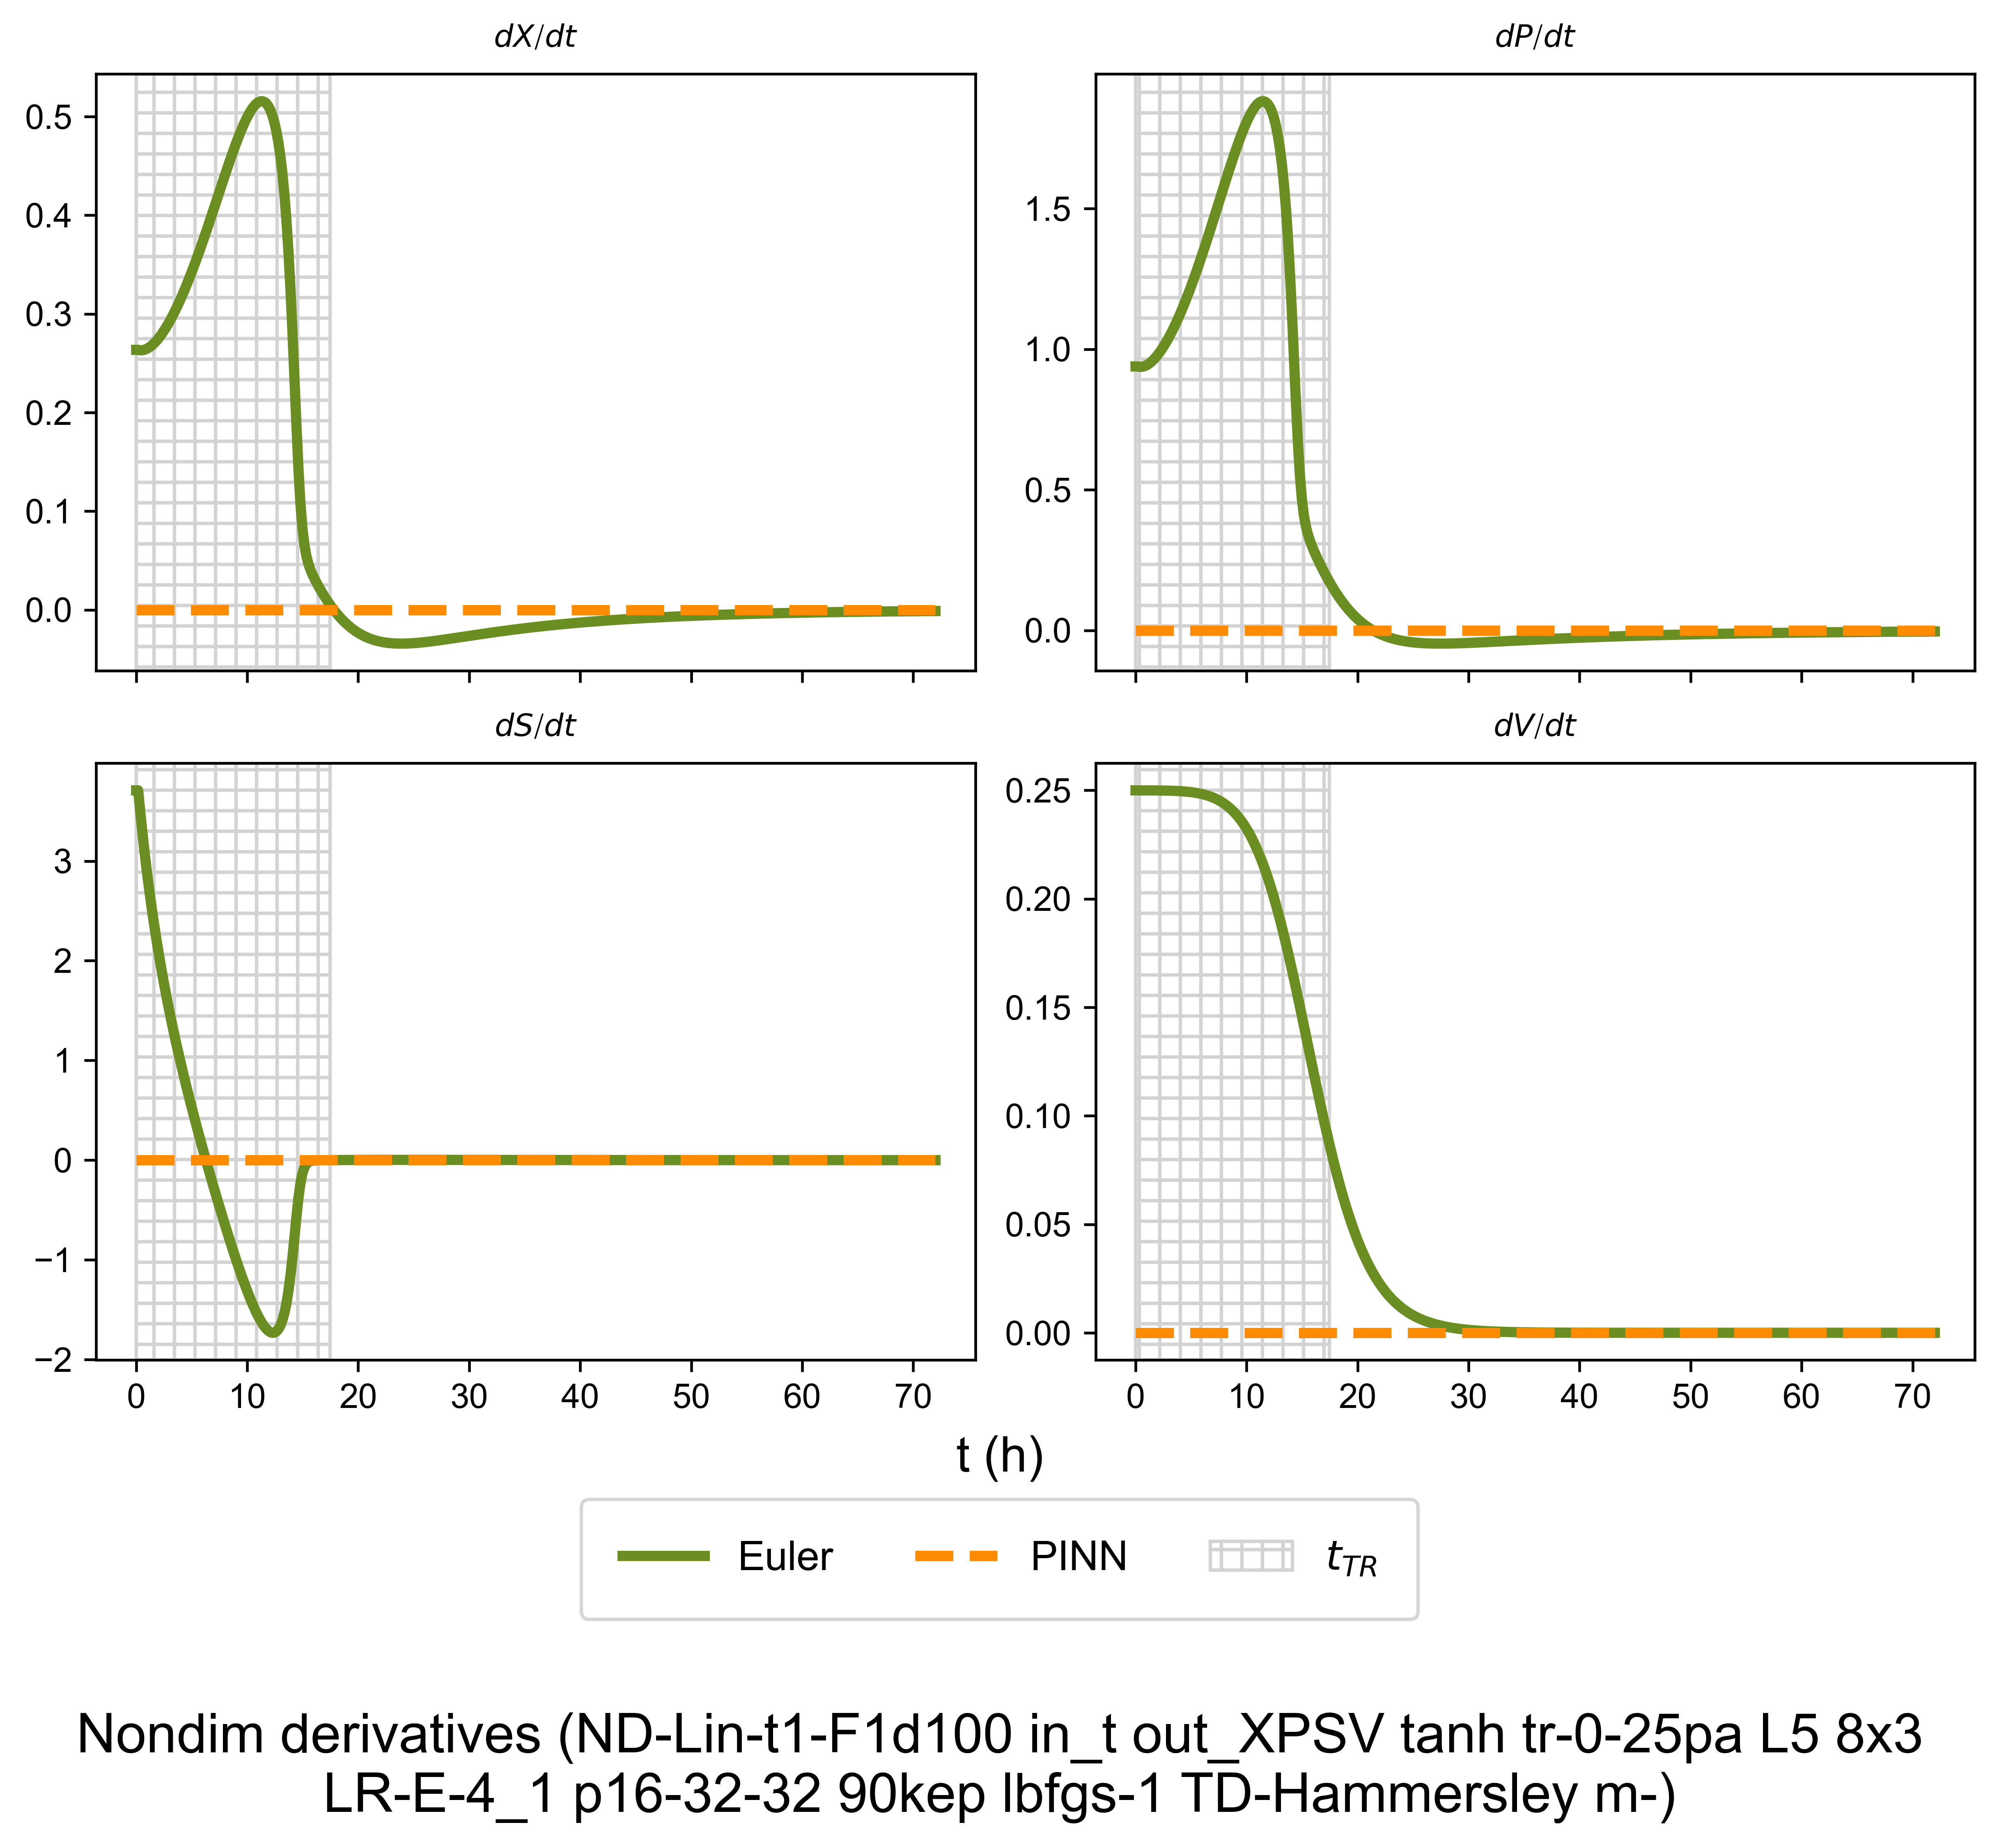 dX/dt
dP/dt
0.5
0.4
0.3
0.2
0.1
0.0
1.5
1.0
0.5
0.0
dS/dt
dV/dt
3
2
1
0
−1
−2
0.25
0.20
0.15
0.10
0.05
0.00
0 10 20 30 40 50 60 70
0 10 20 30 40 50 60 70
t (h)
Euler PINN t_TR
Nondim derivatives (ND-Lin-t1-F1d100 in_t out_XPSV tanh tr-0-25pa L5 8x3
LR-E-4_1 p16-32-32 90kep lbfgs-1 TD-Hammersley m-)